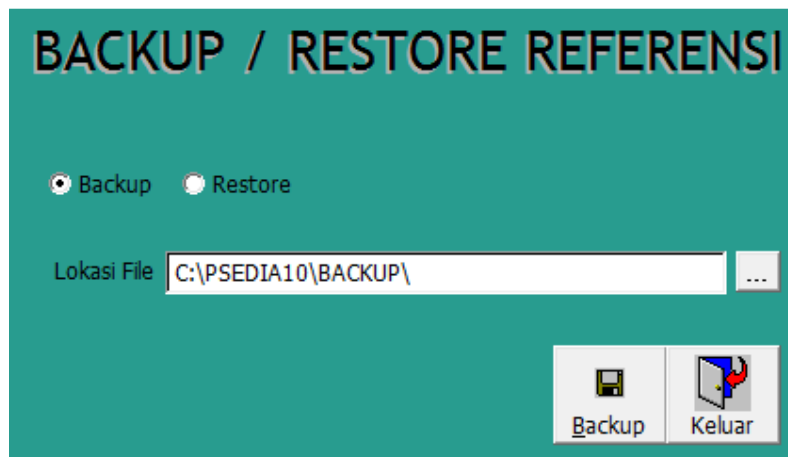 BACKUP / RESTORE REFERENSI
Backup Restore
Lokasi File C:\PSEDIA10\BACKUP\ ...
Backup Keluar